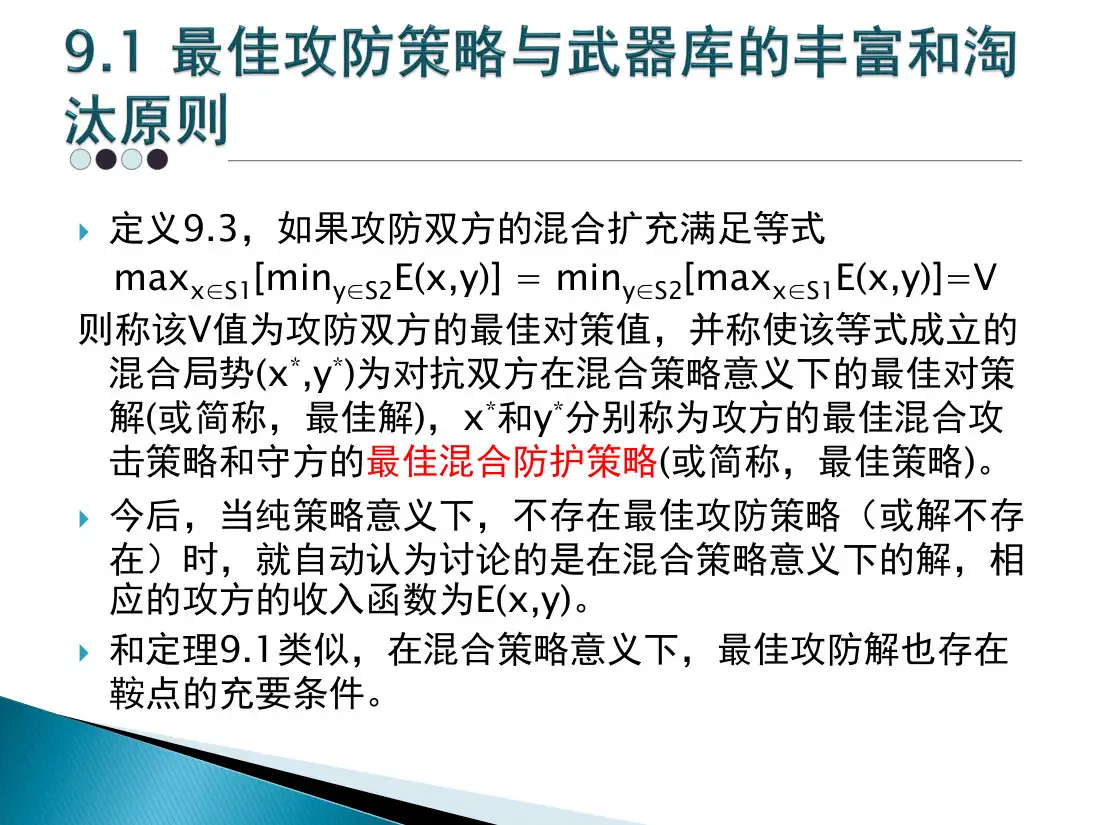 9.1 最佳攻防策略与武器库的丰富和淘
汰原则
定义9.3，如果攻防双方的混合扩充满足等式
maxx∈S1[miny∈S2E(x,y)] = miny∈S2[maxx∈S1E(x,y)]=V
则称该V值为攻防双方的最佳对策值，并称使该等式成立的
混合局势(x*,y*)为对抗双方在混合策略意义下的最佳对策
解(或简称，最佳解)，x*和y*分别称为攻方的最佳混合攻
击策略和守方的最佳混合防护策略(或简称，最佳策略)。
今后，当纯策略意义下，不存在最佳攻防策略（或解不存
在）时，就自动认为讨论的是在混合策略意义下的解，相
应的攻方的收入函数为E(x,y)。
和定理9.1类似，在混合策略意义下，最佳攻防解也存在
鞍点的充要条件。